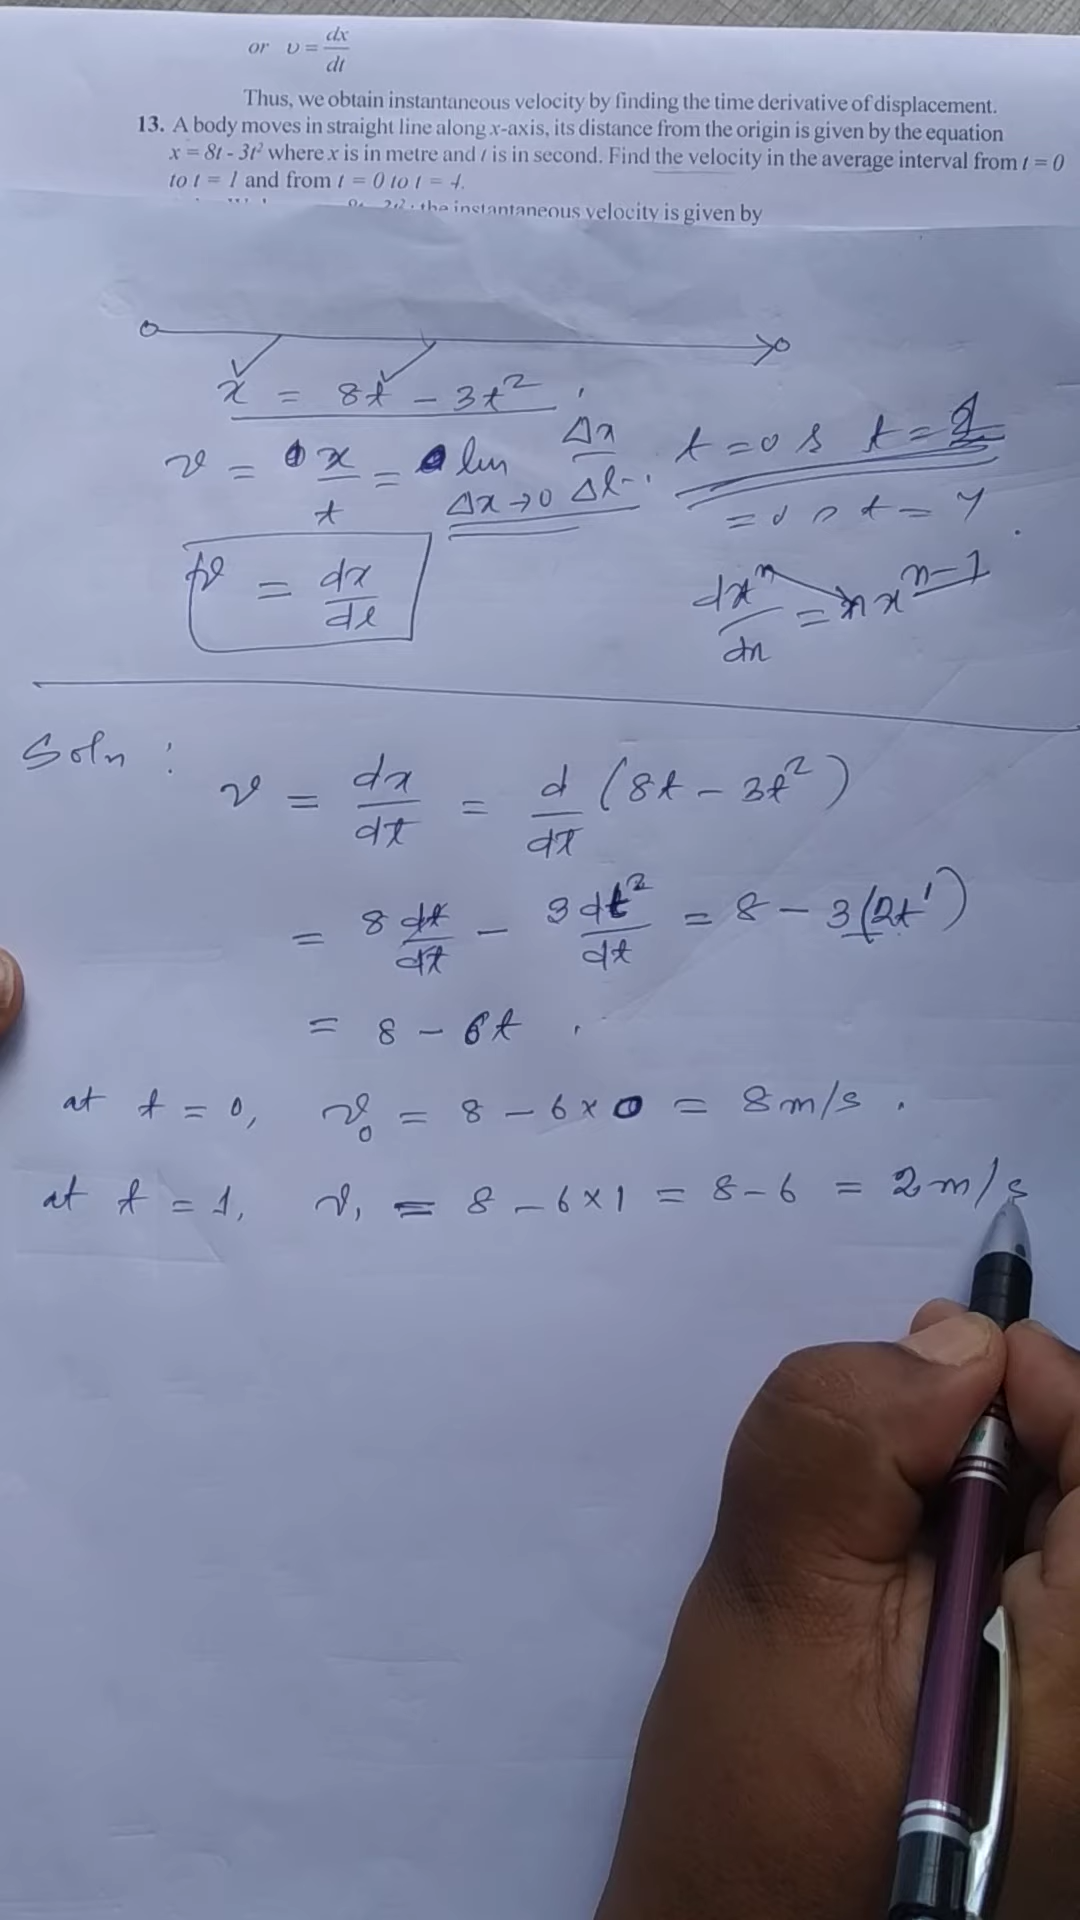 or v = dx/dt
Thus, we obtain instantaneous velocity by finding the time derivative of displacement.
13. A body moves in straight line along x-axis, its distance from the origin is given by the equation
x = 8t - 3t² where x is in metre and t is in second. Find the velocity in the average interval from t = 0
to t = 1 and from t = 0 to t = 4.
the instantaneous velocity is given by
x = 8t - 3t²
v = x/t = lim Δx→0 Δx/Δt
t = 0 & t = 1
t = 4
v = dx/dt
dxⁿ/dx = nxⁿ⁻¹
Soln :
v = dx/dt = d/dt (8t - 3t²)
= 8 dt/dt - 3 dt²/dt = 8 - 3(2t¹)
= 8 - 6t .
at t = 0, v₀ = 8 - 6 x 0 = 8 m/s .
at t = 1, v₁ = 8 - 6 x 1 = 8 - 6 = 2 m/s